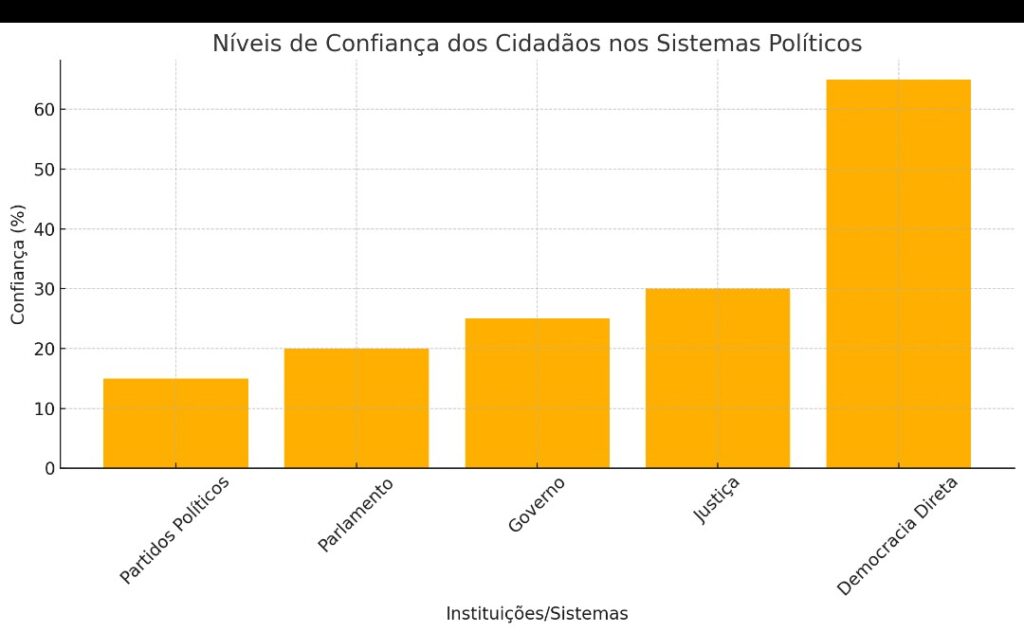 Níveis de Confiança dos Cidadãos nos Sistemas Políticos
Confiança (%)
60
50
40
30
20
10
0
Partidos Políticos
Parlamento
Governo
Justiça
Democracia Direta
Instituições/Sistemas